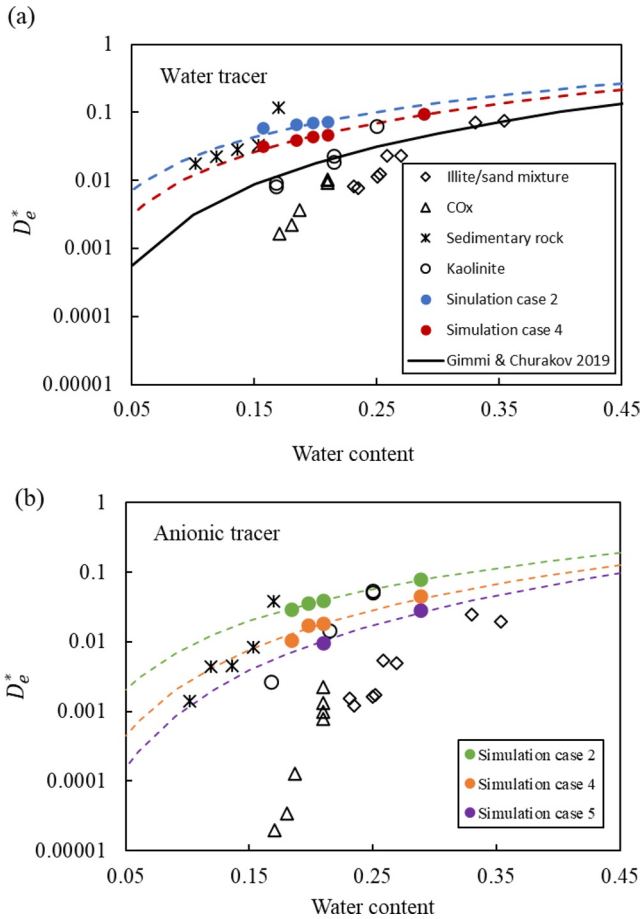 (a)
Water tracer
1
0.1
0.01
0.001
0.0001
0.00001
D*e
Illite/sand mixture
COx
Sedimentary rock
Kaolinite
Sinulation case 2
Simulation case 4
Gimmi & Churakov 2019
0.05 0.15 0.25 0.35 0.45
Water content
(b)
Anionic tracer
1
0.1
0.01
0.001
0.0001
0.00001
D*e
Simulation case 2
Simulation case 4
Simulation case 5
0.05 0.15 0.25 0.35 0.45
Water content